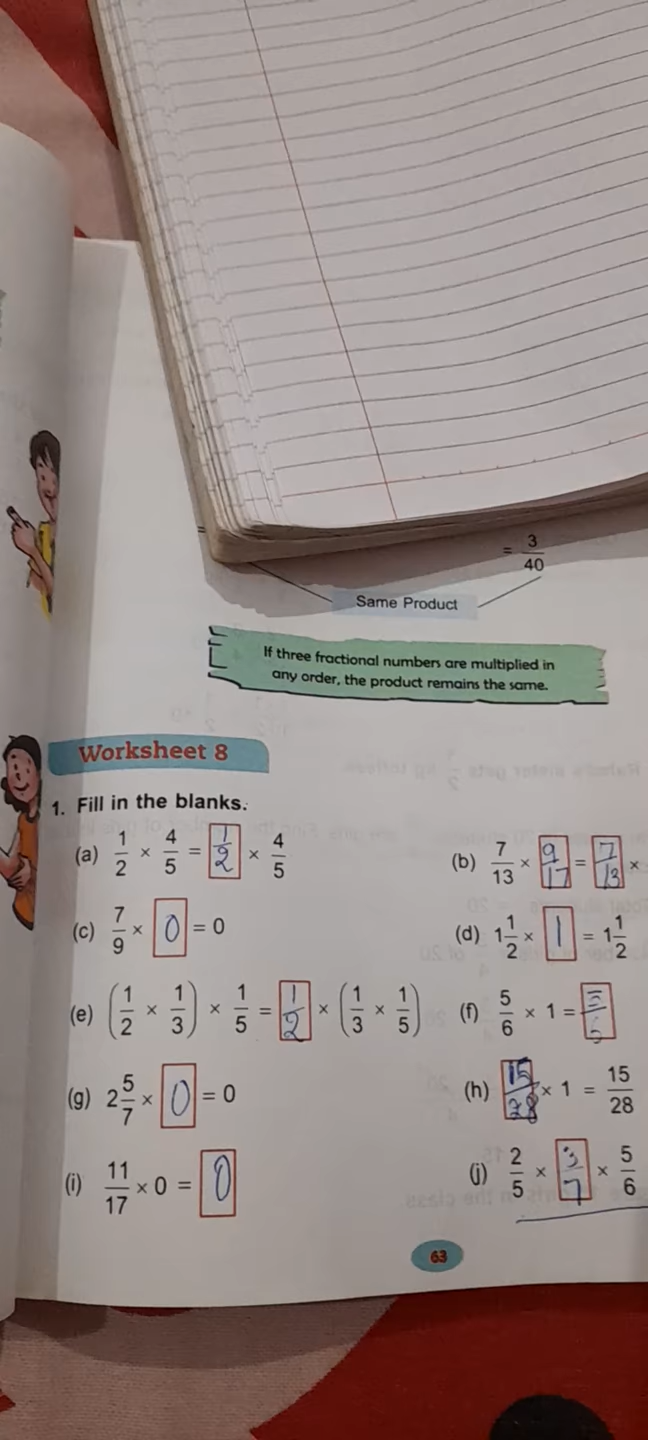 = 3/40
Same Product
If three fractional numbers are multiplied in
any order, the product remains the same.
Worksheet 8
1. Fill in the blanks.
(a) 1/2 × 4/5 = 1/2 × 4/5
(b) 7/13 × 9/17 = 7/13 ×
(c) 7/9 × 0 = 0
(d) 1 1/2 × 1 = 1 1/2
(e) (1/2 × 1/3) × 1/5 = 1/2 × (1/3 × 1/5)
(f) 5/6 × 1 =
(g) 2 5/7 × 0 = 0
(h) 15/28 × 1 = 15/28
(i) 11/17 × 0 = 0
(j) 2/5 × 3/7 × 5/6
63